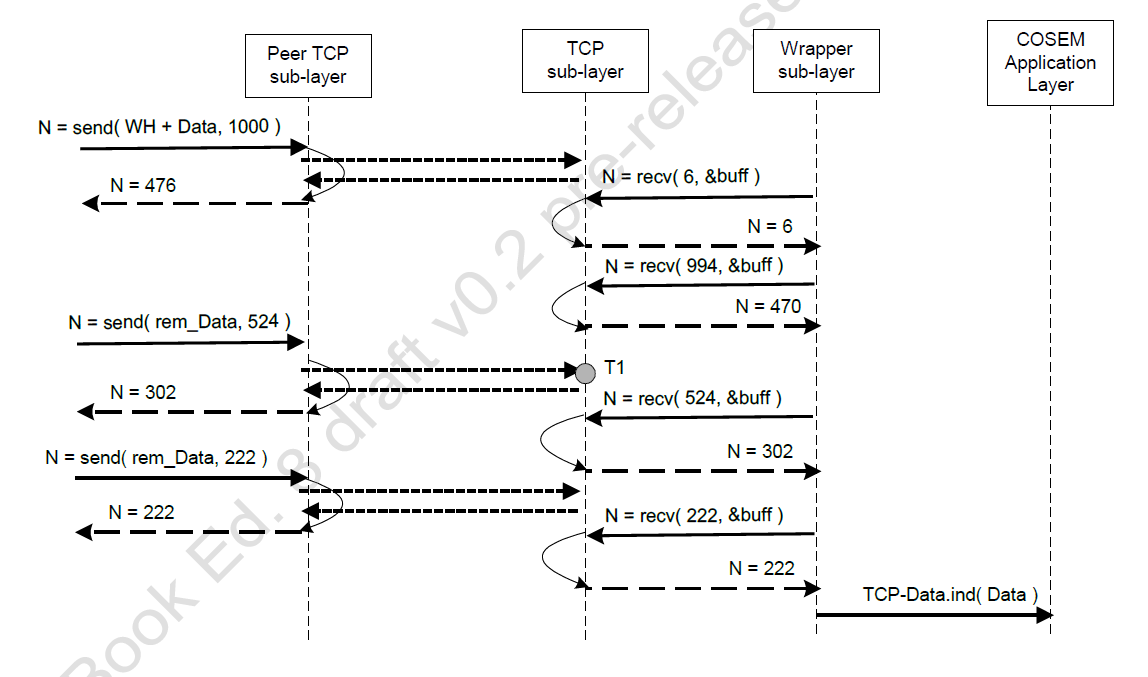 Peer TCP
sub-layer
TCP
sub-layer
Wrapper
sub-layer
COSEM
Application
Layer
N = send( WH + Data, 1000 )
N = 476
N = recv( 6, &buff )
N = 6
N = recv( 994, &buff )
N = 470
N = send( rem_Data, 524 )
T1
N = 302
N = recv( 524, &buff )
N = 302
N = send( rem_Data, 222 )
N = 222
N = recv( 222, &buff )
N = 222
TCP-Data.ind( Data )
Book Ed. 8 draft v0.2 pre-release